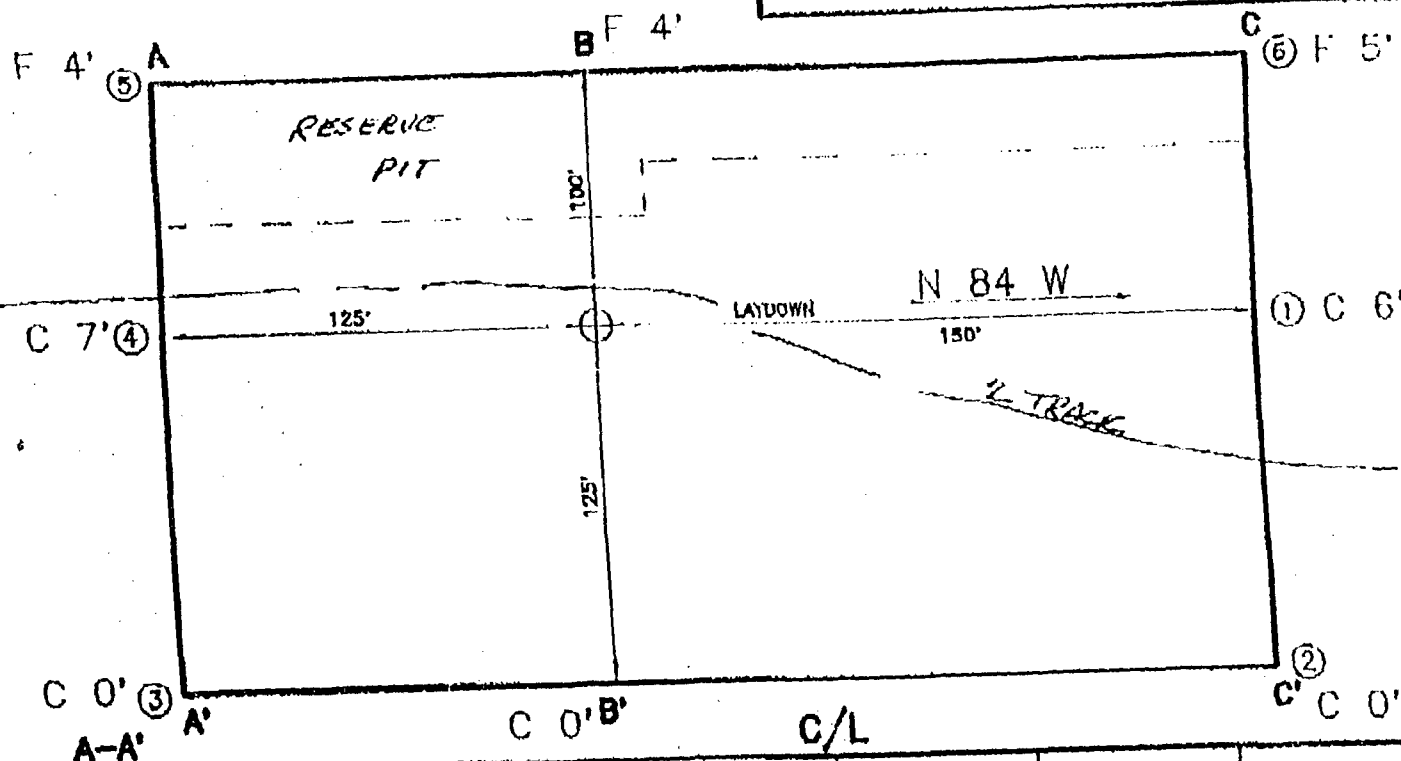 F 4'
C
F 4' ⑤ A
B
⑥ F 5'
RESERVE
PIT
100'
N 84 W
C 7' ④
125'
LAYDOWN
150'
① C 6'
TRACK
125'
C 0' ③
A'
C 0' B'
C/L
②
C' C 0'
A-A'